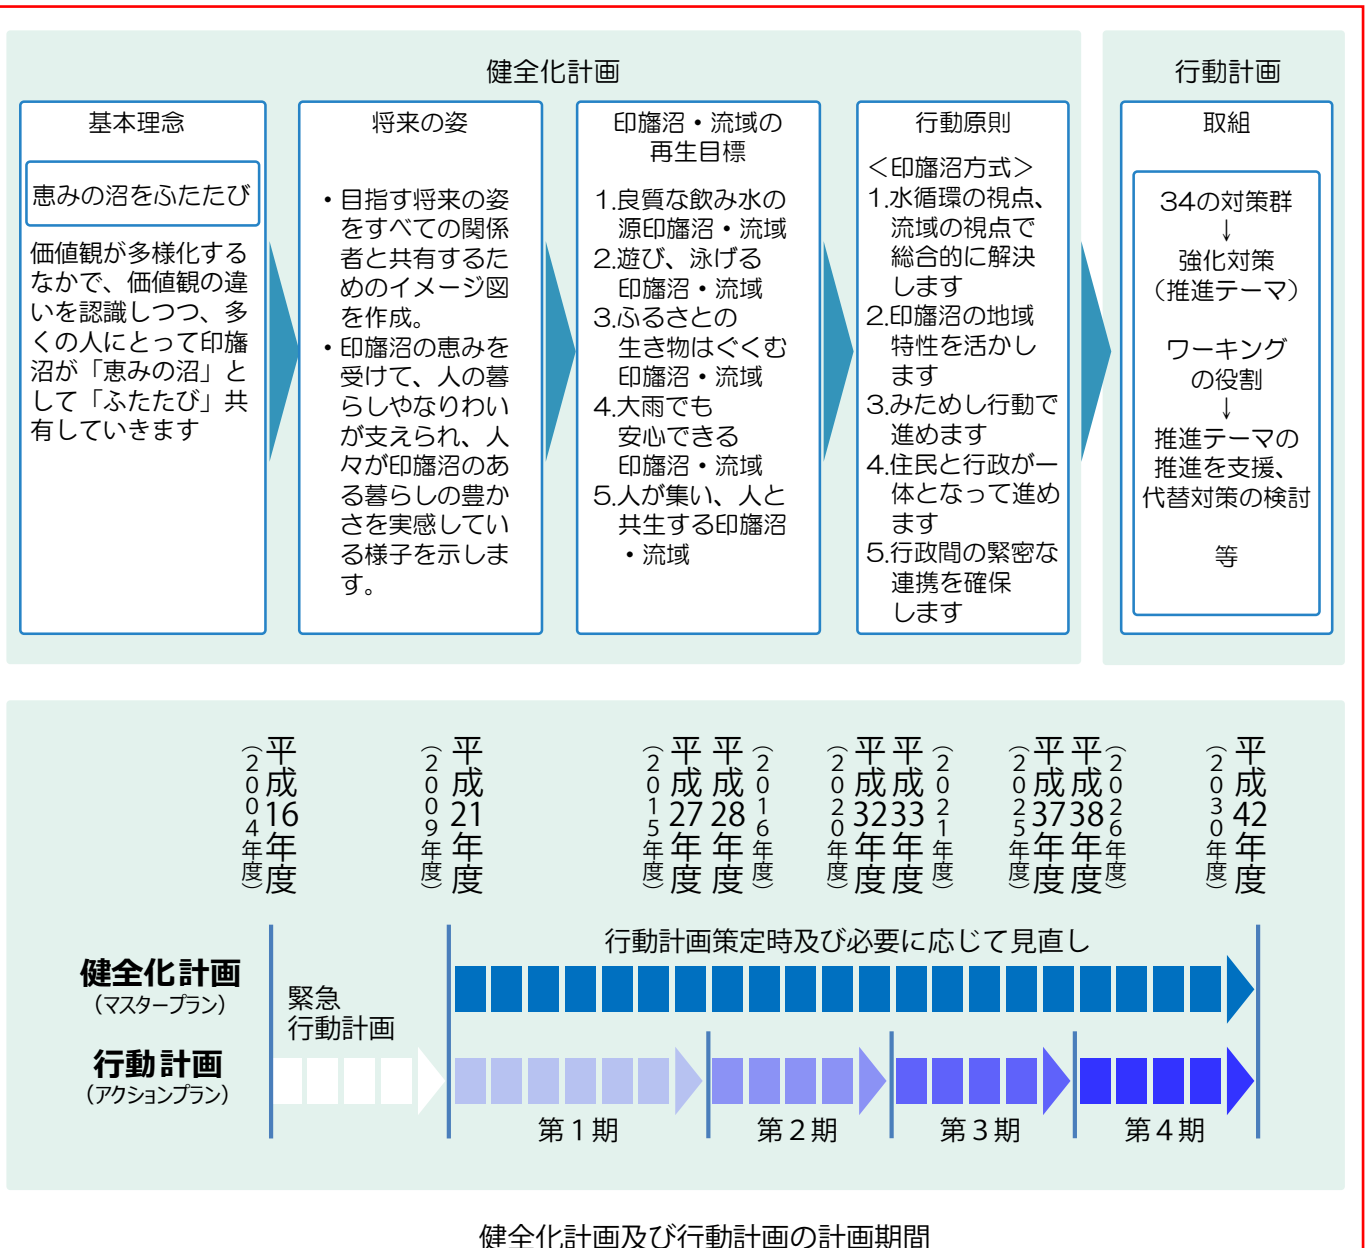 健全化計画
基本理念
恵みの沼をふたたび
価値観が多様化する
なかで、価値観の違
いを認識しつつ、多
くの人にとって印旛
沼が「恵みの沼」と
して「ふたたび」共
有していきます
将来の姿
・目指す将来の姿
をすべての関係
者と共有するた
めのイメージ図
を作成。
・印旛沼の恵みを
受けて、人の暮
らしやなりわい
が支えられ、人
々が印旛沼のあ
る暮らしの豊か
さを実感してい
る様子を示しま
す。
印旛沼・流域の
再生目標
1.良質な飲み水の
源印旛沼・流域
2.遊び、泳げる
印旛沼・流域
3.ふるさとの
生き物はぐくむ
印旛沼・流域
4.大雨でも
安心できる
印旛沼・流域
5.人が集い、人と
共生する印旛沼
・流域
行動原則
＜印旛沼方式＞
1.水循環の視点、
流域の視点で
総合的に解決
します
2.印旛沼の地域
特性を活かし
ます
3.みためし行動で
進めます
4.住民と行政が一
体となって進め
ます
5.行政間の緊密な
連携を確保
します
行動計画
取組
34の対策群
↓
強化対策
（推進テーマ）
ワーキング
の役割
↓
推進テーマの
推進を支援、
代替対策の検討
等
平成16年度
（2004年度）
平成21年度
（2009年度）
平成27年度
（2015年度）
平成28年度
（2016年度）
平成32年度
（2020年度）
平成33年度
（2021年度）
平成37年度
（2025年度）
平成38年度
（2026年度）
平成42年度
（2030年度）
行動計画策定時及び必要に応じて見直し
健全化計画
（マスタープラン）
緊急
行動計画
行動計画
（アクションプラン）
第１期
第２期
第３期
第４期
健全化計画及び行動計画の計画期間